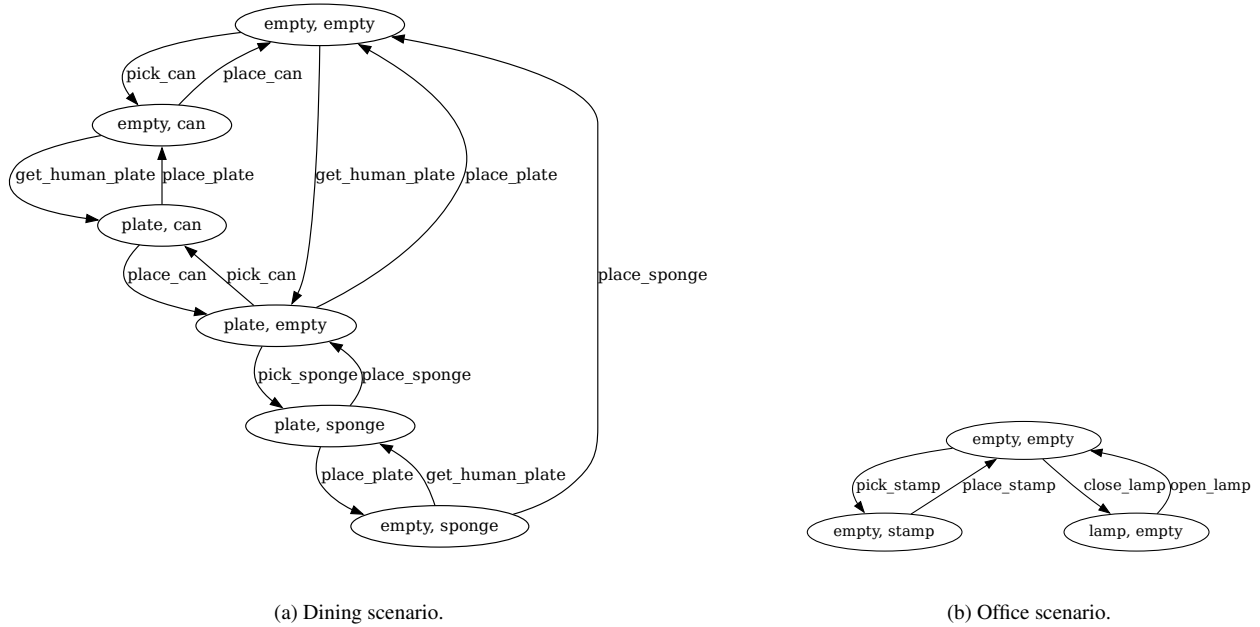 empty, empty
pick_can
place_can
empty, can
get_human_plate
place_plate
get_human_plate
place_plate
plate, can
place_can
pick_can
place_sponge
plate, empty
pick_sponge
place_sponge
plate, sponge
place_plate
get_human_plate
empty, sponge
(a) Dining scenario.
empty, empty
pick_stamp
place_stamp
close_lamp
open_lamp
empty, stamp
lamp, empty
(b) Office scenario.